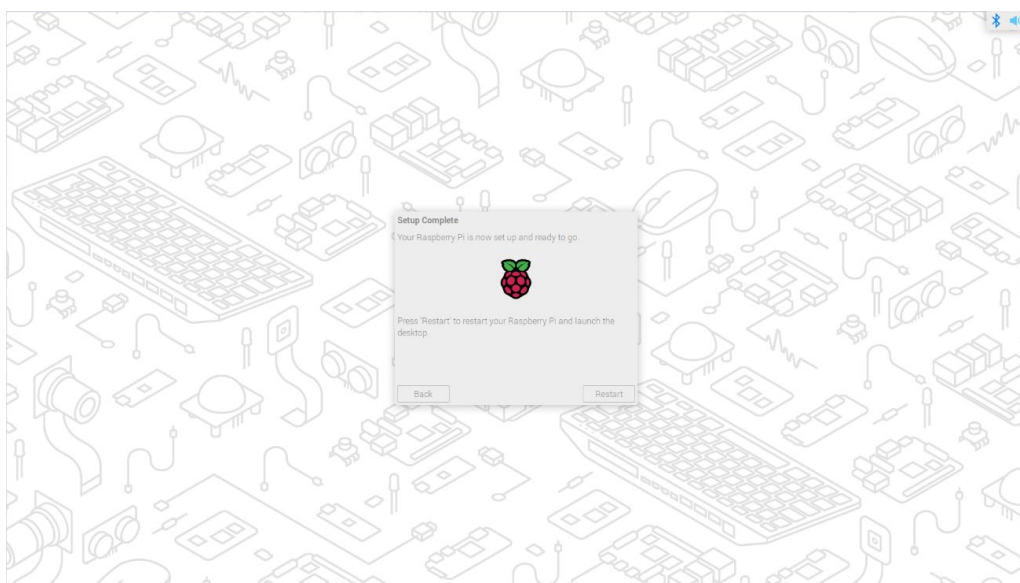 Setup Complete
Your Raspberry Pi is now set up and ready to go.
Press 'Restart' to restart your Raspberry Pi and launch the
desktop.
Back
Restart